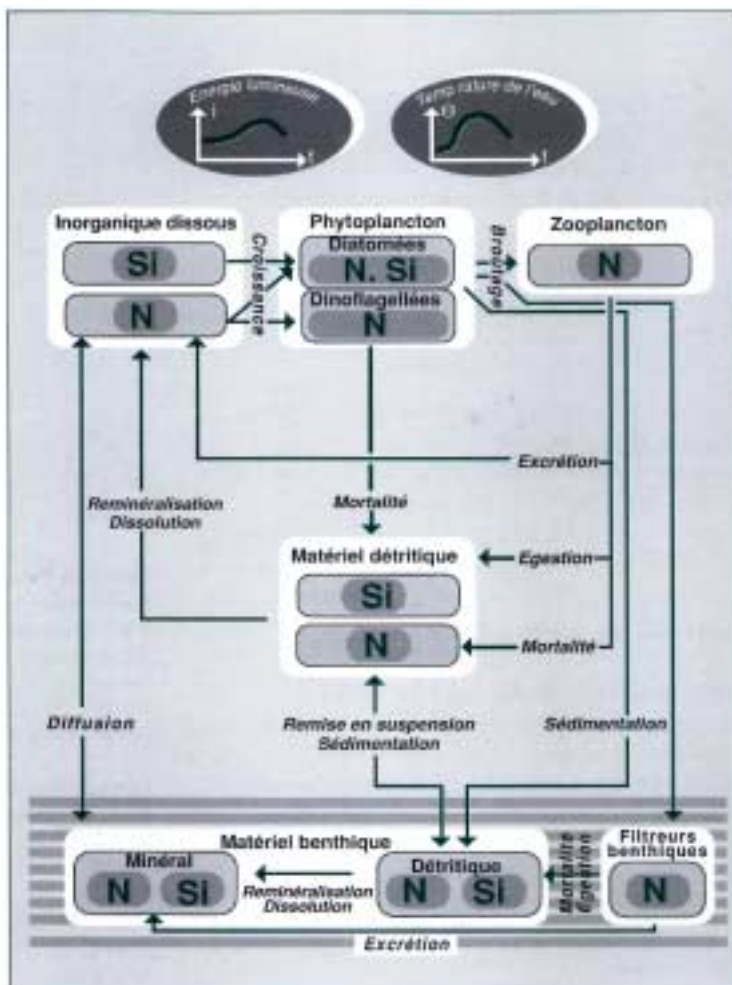 Energie lumineuse
i
t
Temp rature de l'eau
t
Inorganique dissous
Si
N
Croissance
Phytoplancton
Diatomées
N. Si
Dinoflagellées
N
Broutage
Zooplancton
N
Excrétion
Reminéralisation
Dissolution
Mortalité
Matériel détritique
Si
N
Egestion
Mortalité
Diffusion
Remise en suspension
Sédimentation
Sédimentation
Matériel benthique
Minéral
N Si
Reminéralisation
Dissolution
Détritique
N Si
Mortalité
Egestion
Filtreurs
benthiques
N
Excrétion